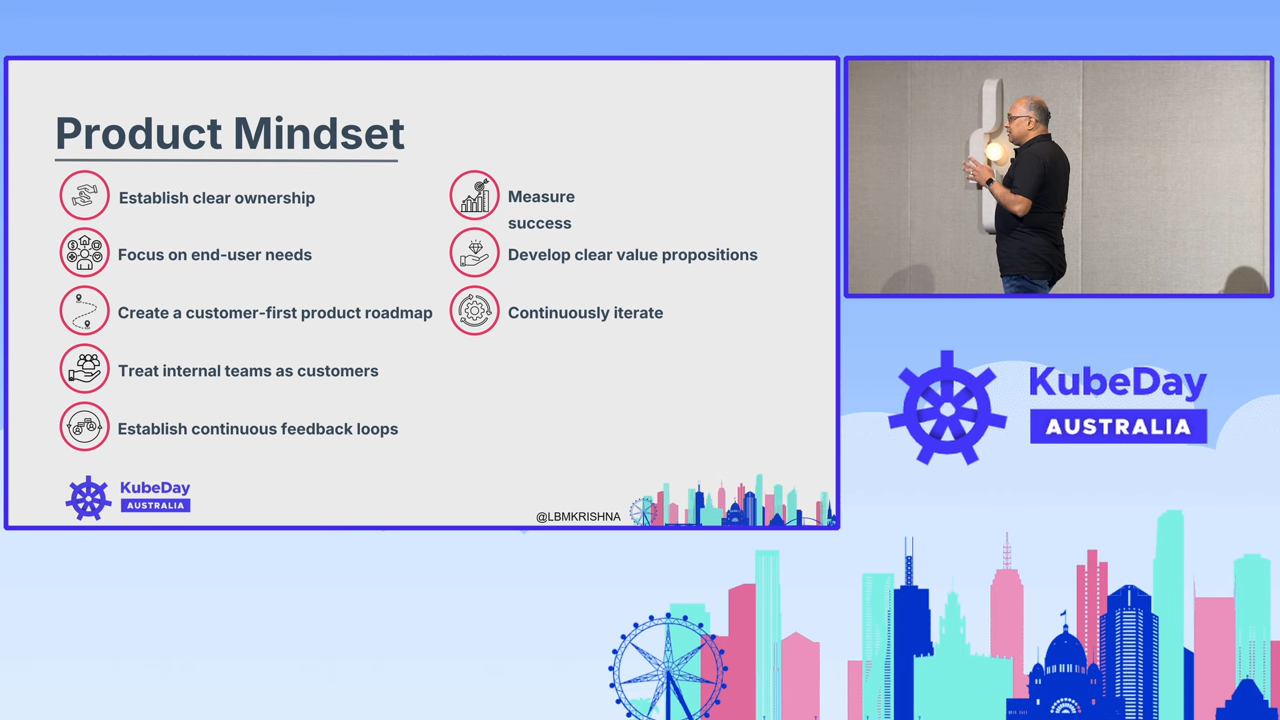 Product Mindset
Establish clear ownership
Focus on end-user needs
Create a customer-first product roadmap
Treat internal teams as customers
Establish continuous feedback loops
Measure
success
Develop clear value propositions
Continuously iterate
KubeDay
AUSTRALIA
@LBMKRISHNA
KubeDay
AUSTRALIA